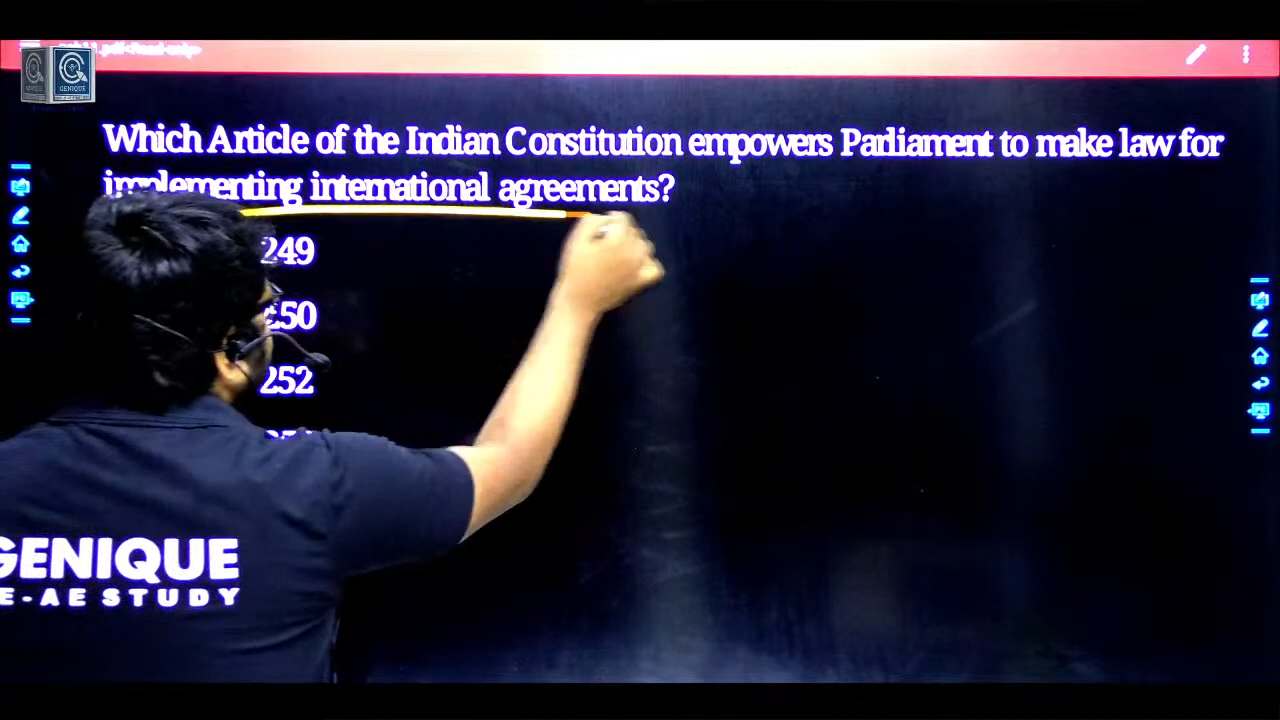 GENIQUE
Which Article of the Indian Constitution empowers Parliament to make law for
implementing international agreements?
249
250
252
GENIQUE
E-AE STUDY